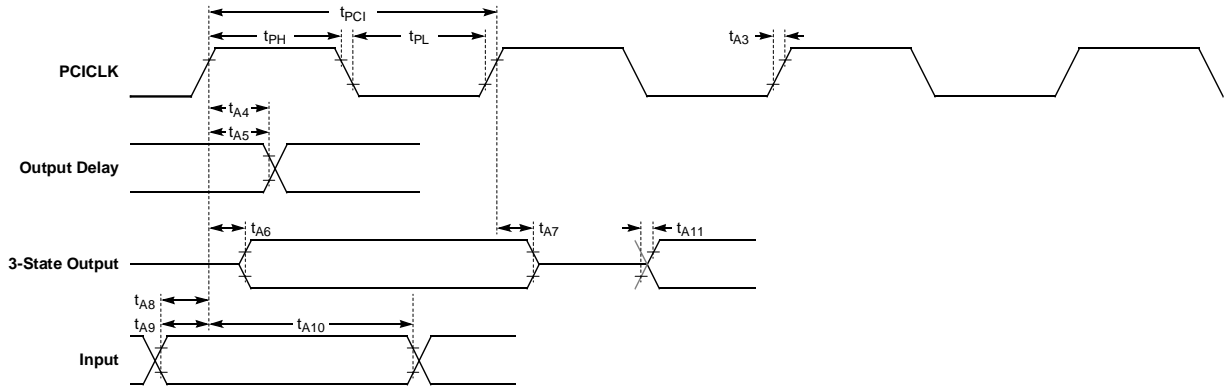 tPCI
tPH
tPL
tA3
PCICLK
tA4
tA5
Output Delay
tA6
tA7
tA11
3-State Output
tA8
tA9
tA10
Input